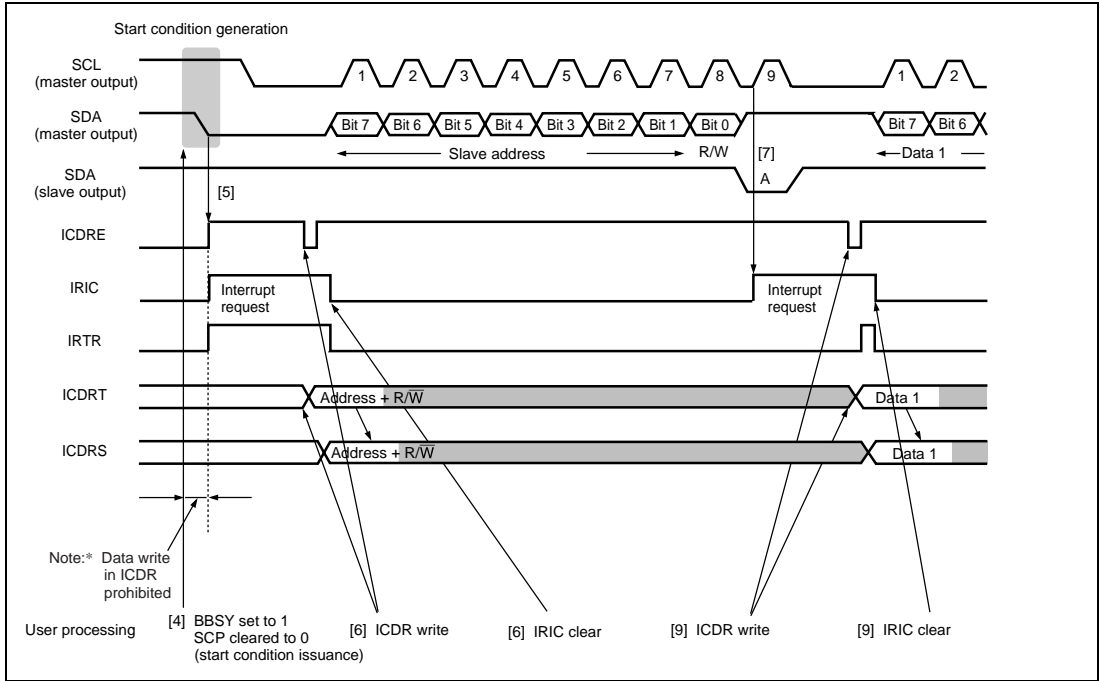 Start condition generation
SCL
(master output)
1 2 3 4 5 6 7 8 9 1 2
SDA
(master output)
Bit 7 Bit 6 Bit 5 Bit 4 Bit 3 Bit 2 Bit 1 Bit 0 Bit 7 Bit 6
Slave address R/W [7] Data 1
SDA
(slave output)
A
[5]
ICDRE
IRIC
Interrupt
request
Interrupt
request
IRTR
ICDRT
Address + R/W̅ Data 1
ICDRS
Address + R/W̅ Data 1
Note:* Data write
in ICDR
prohibited
User processing
[4] BBSY set to 1
SCP cleared to 0
(start condition issuance)
[6] ICDR write
[6] IRIC clear
[9] ICDR write
[9] IRIC clear